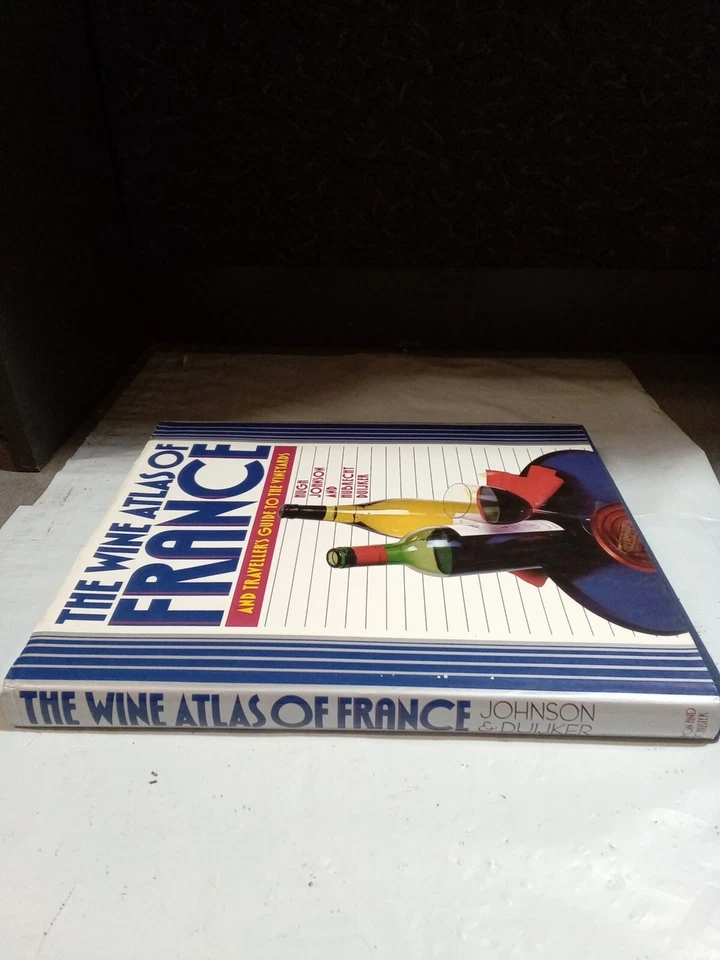 THE WINE ATLAS OF
FRANCE
AND TRAVELLER'S GUIDE TO THE VINEYARDS
HUGH
JOHNSON
AND
HUBRECHT
DUIJKER
THE WINE ATLAS OF FRANCE JOHNSON
& DUIJKER